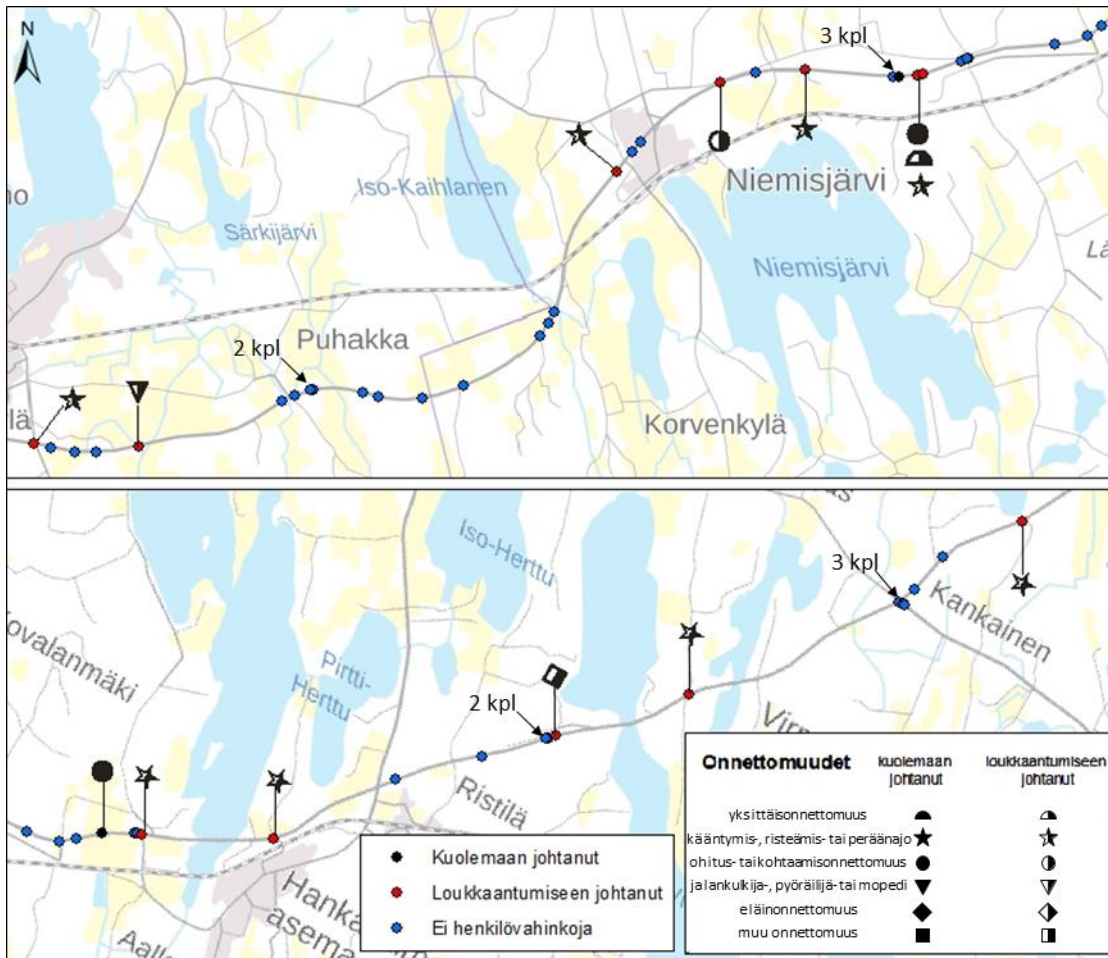 N
3 kpl
Iso-Kaihlanen
Niemisjärvi
Särkijärvi
Niemisjärvi
Puhakka
2 kpl
Korvenkylä
Iso-Herttu
3 kpl
Kankainen
Pirtti-
Herttu
2 kpl
Ristilä
Onnettomuudet
kuolemaan
johtanut
loukkaantumiseen
johtanut
yksittäisonnettomuus
kääntymis-, risteämis- tai peräänajo
ohitus- tai kohtaamisonnettomuus
jalankulkija-, pyöräilijä- tai mopedi
eläinonnettomuus
muu onnettomuus
Kuolemaan johtanut
Loukkaantumiseen johtanut
Ei henkilövahinkoja